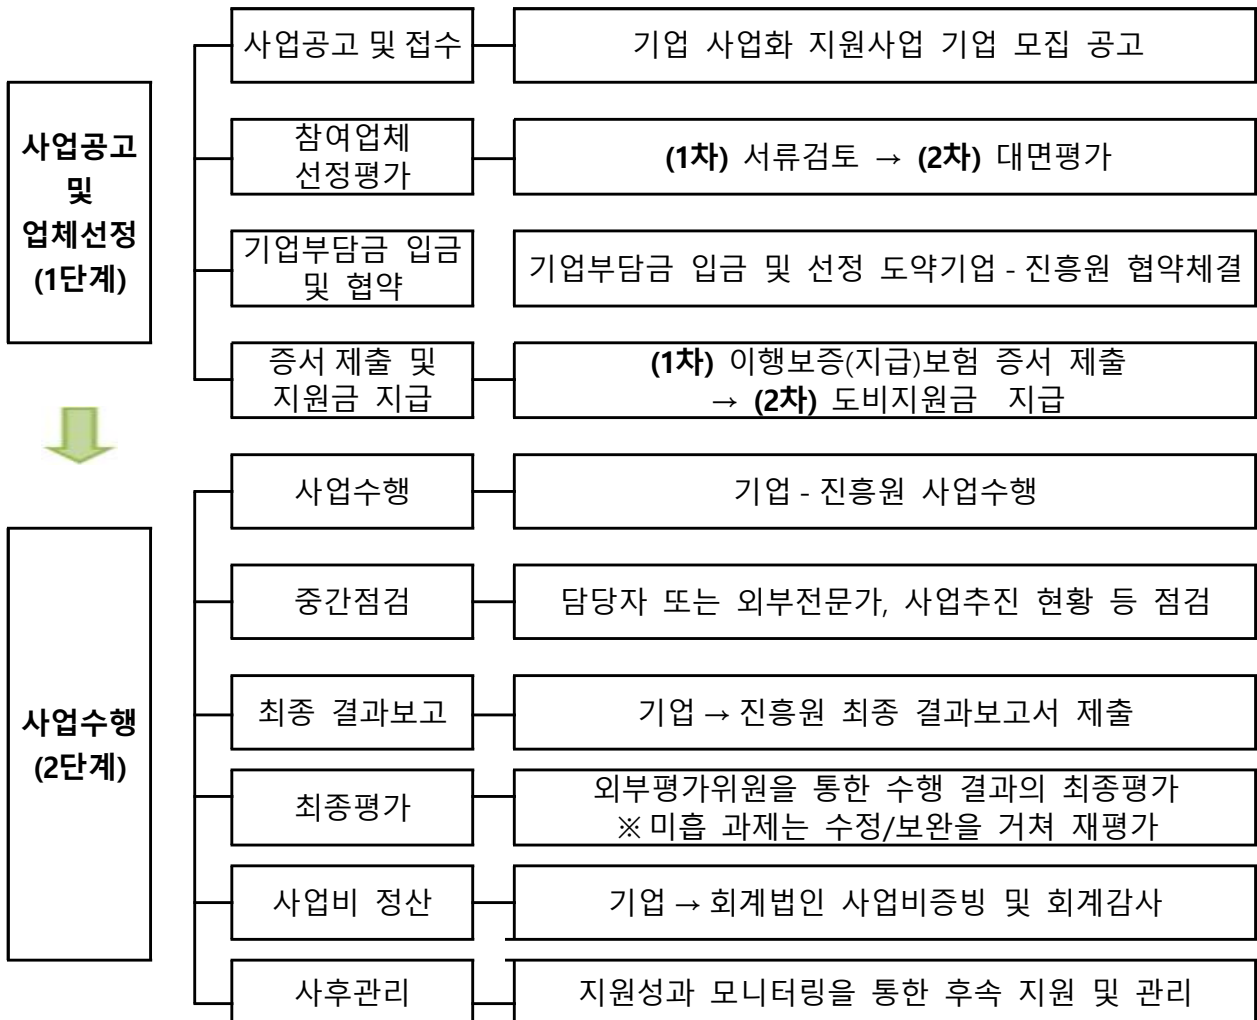 사업공고
및
업체선정
(1단계)
사업공고 및 접수
기업 사업화 지원사업 기업 모집 공고
참여업체
선정평가
(1차) 서류검토 → (2차) 대면평가
기업부담금 입금
및 협약
기업부담금 입금 및 선정 도약기업 - 진흥원 협약체결
증서 제출 및
지원금 지급
(1차) 이행보증(지급)보험 증서 제출
→ (2차) 도비지원금 지급
사업수행
(2단계)
사업수행
기업 - 진흥원 사업수행
중간점검
담당자 또는 외부전문가, 사업추진 현황 등 점검
최종 결과보고
기업 → 진흥원 최종 결과보고서 제출
최종평가
외부평가위원을 통한 수행 결과의 최종평가
※ 미흡 과제는 수정/보완을 거쳐 재평가
사업비 정산
기업 → 회계법인 사업비증빙 및 회계감사
사후관리
지원성과 모니터링을 통한 후속 지원 및 관리